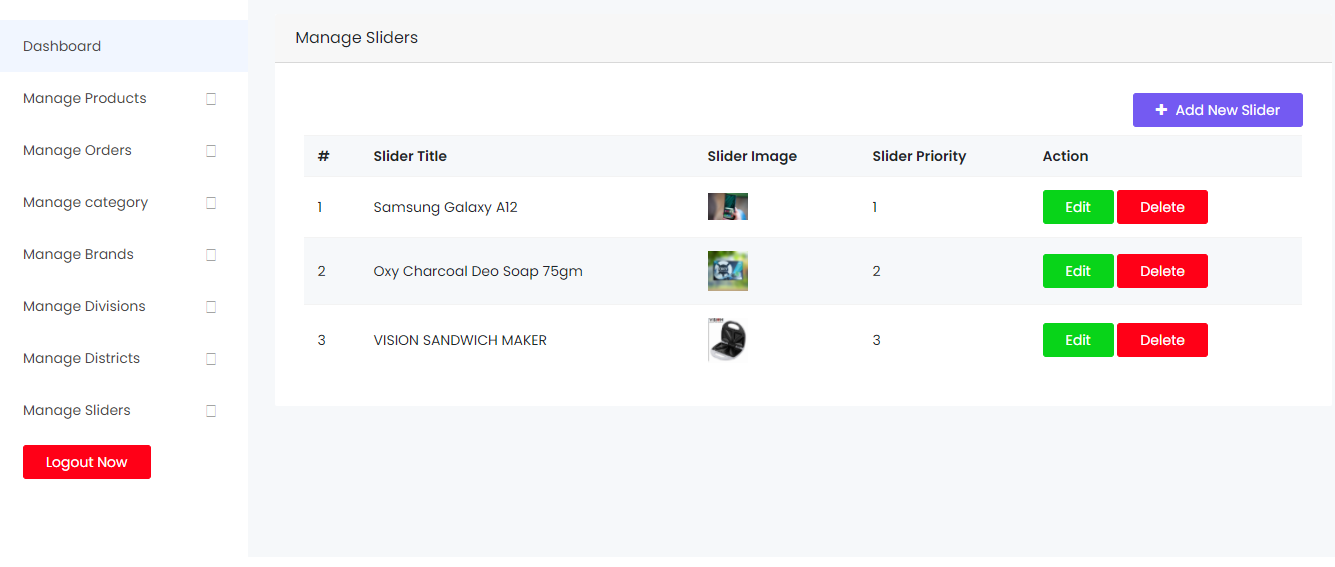 Dashboard
Manage Products
Manage Orders
Manage category
Manage Brands
Manage Divisions
Manage Districts
Manage Sliders
Logout Now
Manage Sliders
Add New Slider
# Slider Title Slider Image Slider Priority Action
1 Samsung Galaxy A12 1 Edit Delete
2 Oxy Charcoal Deo Soap 75gm 2 Edit Delete
3 VISION SANDWICH MAKER 3 Edit Delete